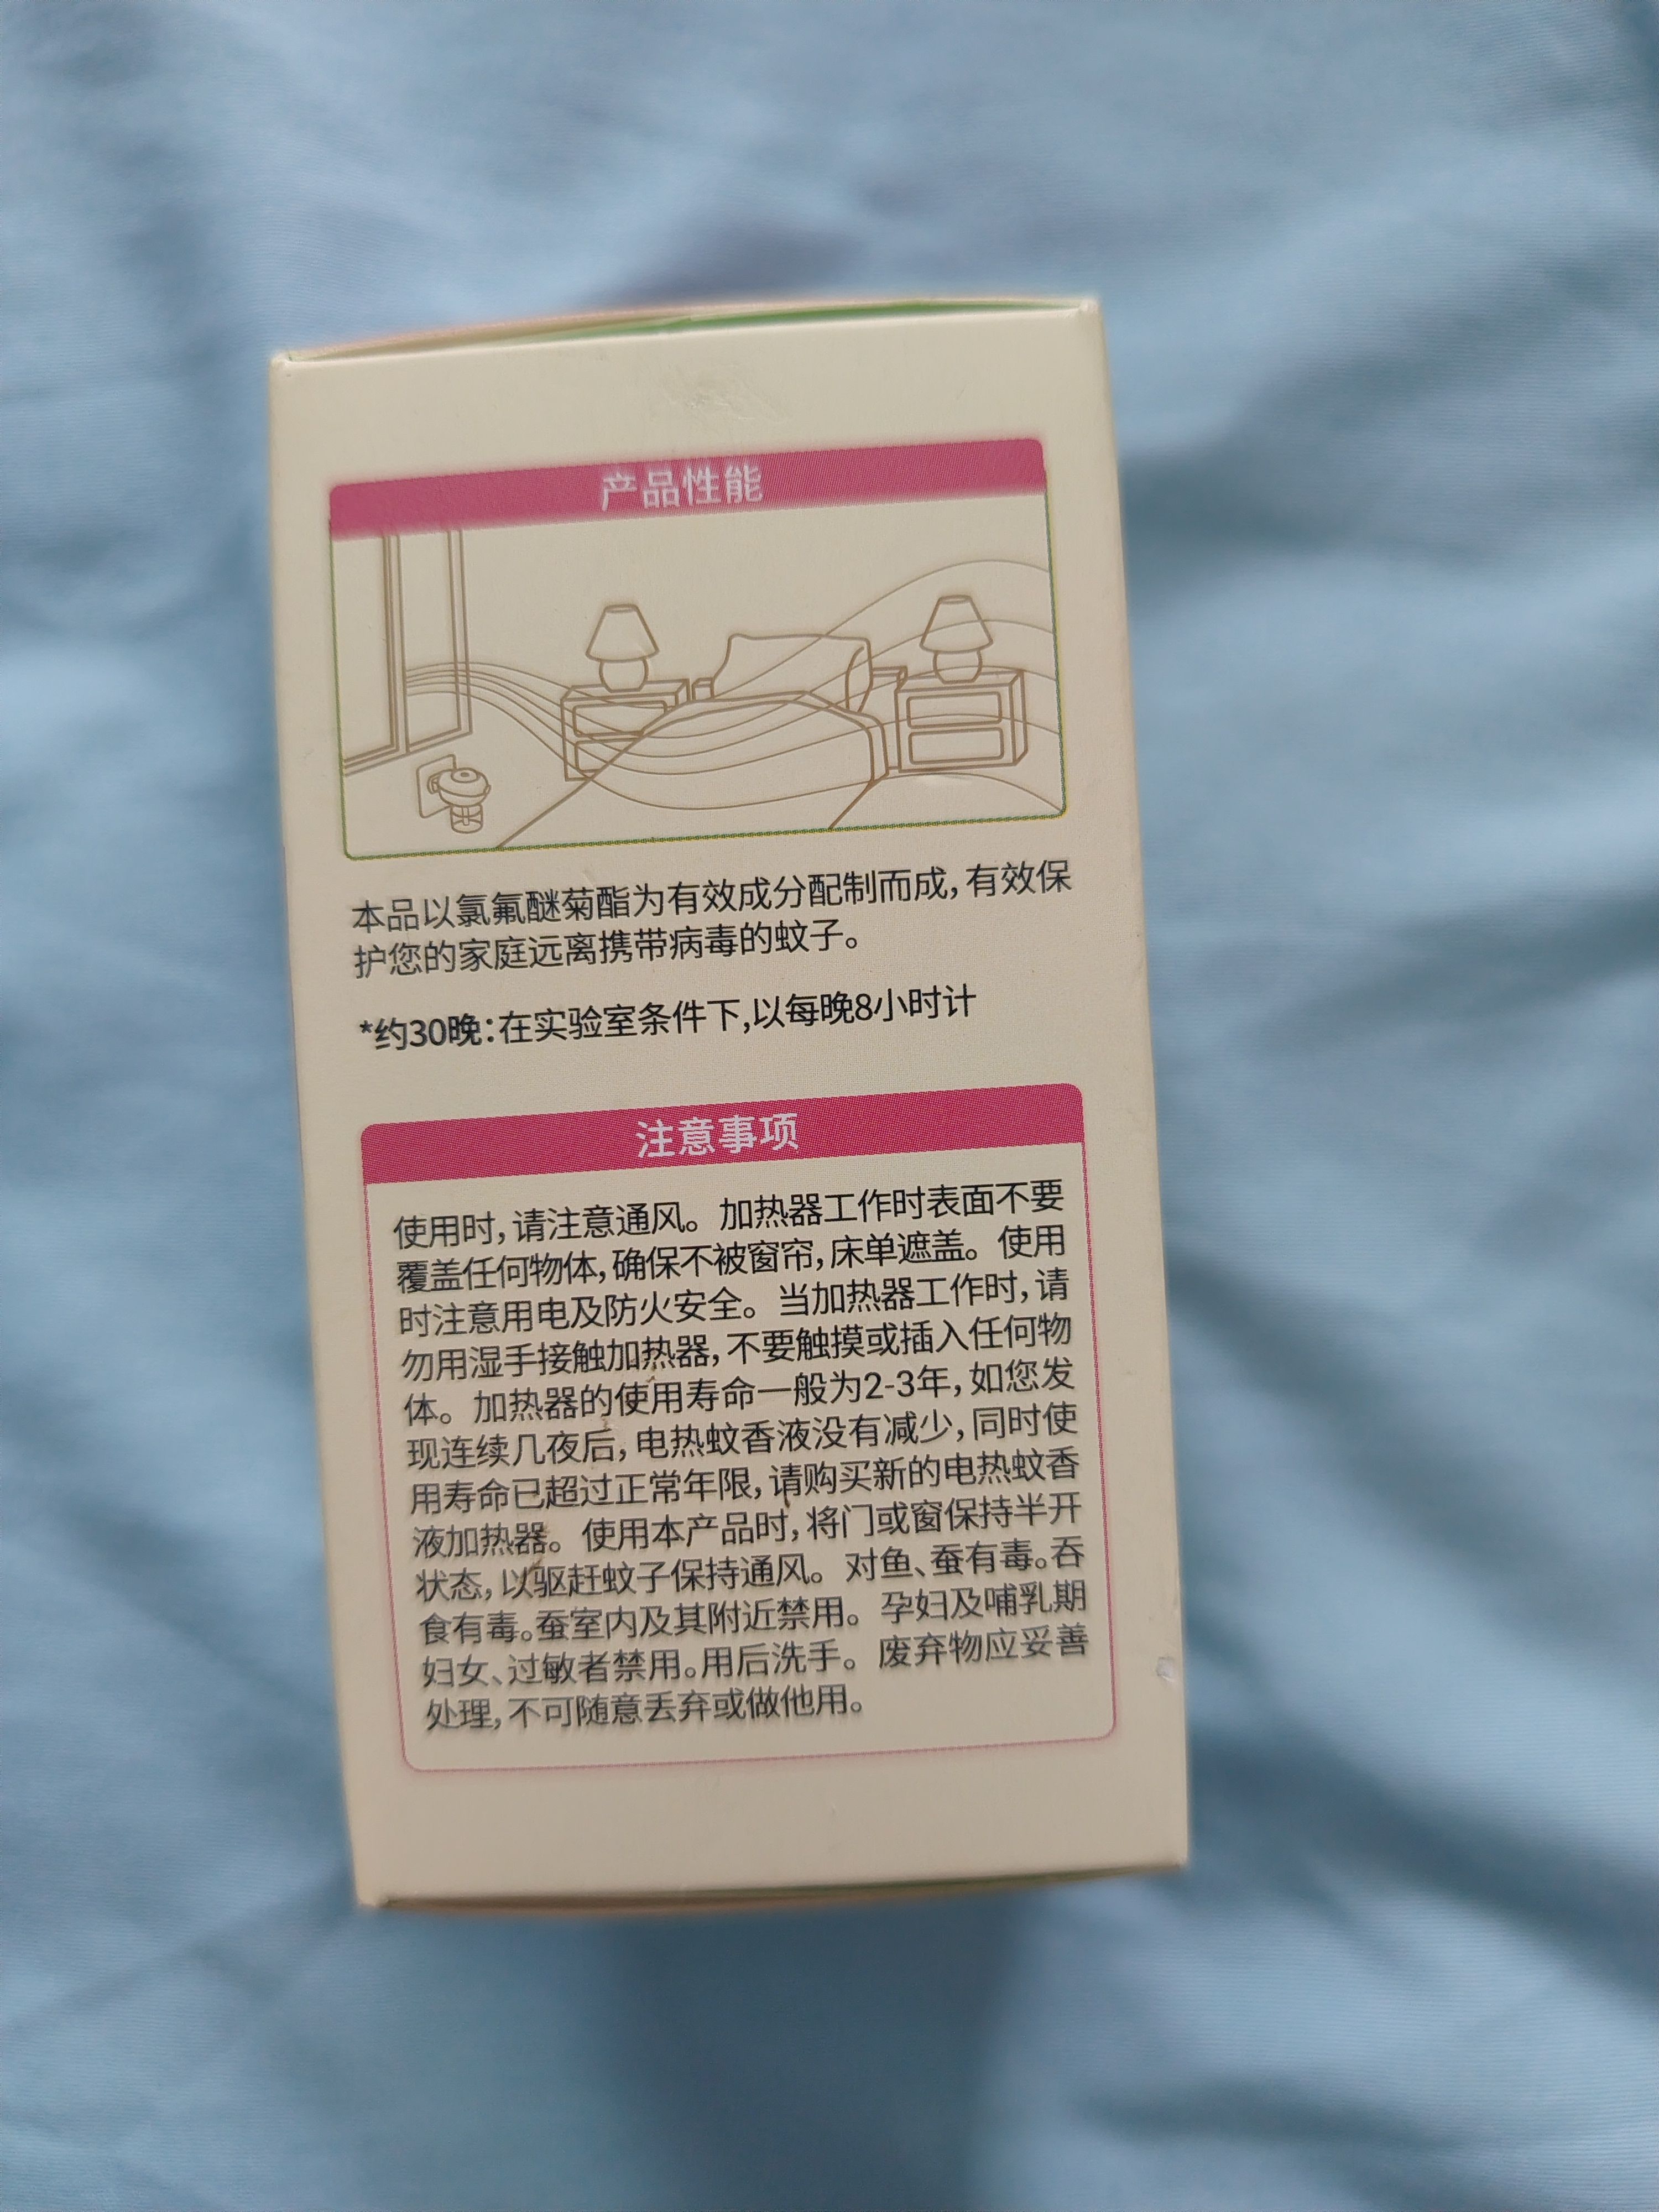 产品性能
本品以氯氟醚菊酯为有效成分配制而成,有效保
护您的家庭远离携带病毒的蚊子。
*约30晚:在实验室条件下,以每晚8小时计
注意事项
使用时,请注意通风。加热器工作时表面不要
覆盖任何物体,确保不被窗帘,床单遮盖。使用
时注意用电及防火安全。当加热器工作时,请
勿用湿手接触加热器,不要触摸或插入任何物
体。加热器的使用寿命一般为2-3年,如您发
现连续几夜后,电热蚊香液没有减少,同时使
用寿命已超过正常年限,请购买新的电热蚊香
液加热器。使用本产品时,将门或窗保持半开
状态,以驱赶蚊子保持通风。对鱼、蚕有毒。吞
食有毒。蚕室内及其附近禁用。孕妇及哺乳期
妇女、过敏者禁用。用后洗手。废弃物应妥善
处理,不可随意丢弃或做他用。